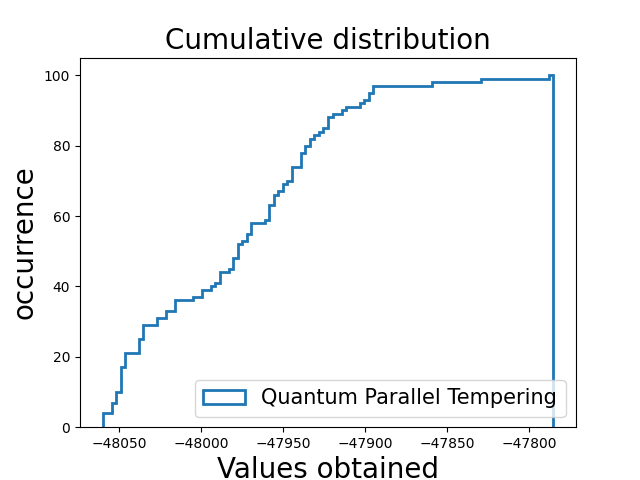 Cumulative distribution
occurrence
100
80
60
40
20
0
Quantum Parallel Tempering
−48050 −48000 −47950 −47900 −47850 −47800
Values obtained